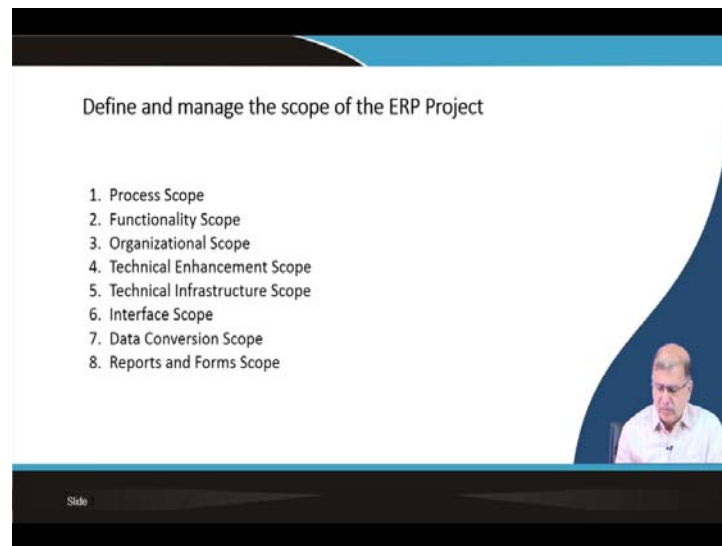 Define and manage the scope of the ERP Project
1. Process Scope
2. Functionality Scope
3. Organizational Scope
4. Technical Enhancement Scope
5. Technical Infrastructure Scope
6. Interface Scope
7. Data Conversion Scope
8. Reports and Forms Scope
Slide